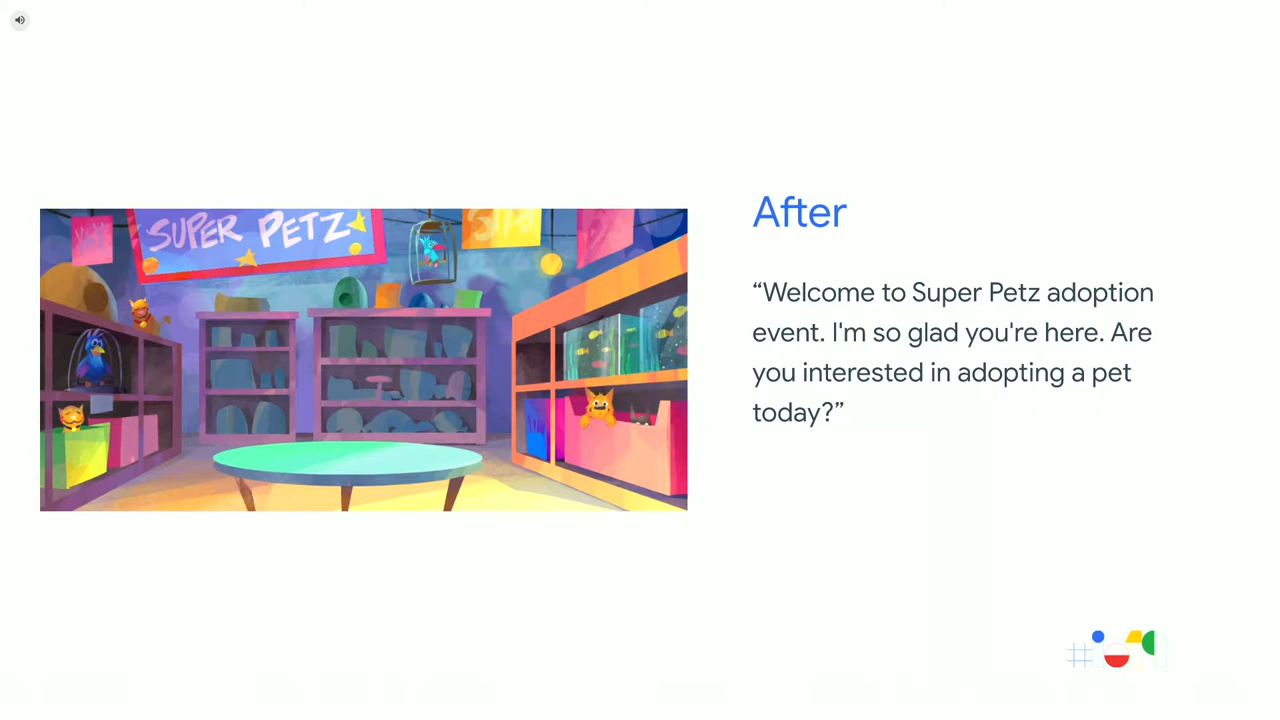 YAY
SUPER PETZ
After
“Welcome to Super Petz adoption
event. I'm so glad you're here. Are
you interested in adopting a pet
today?”